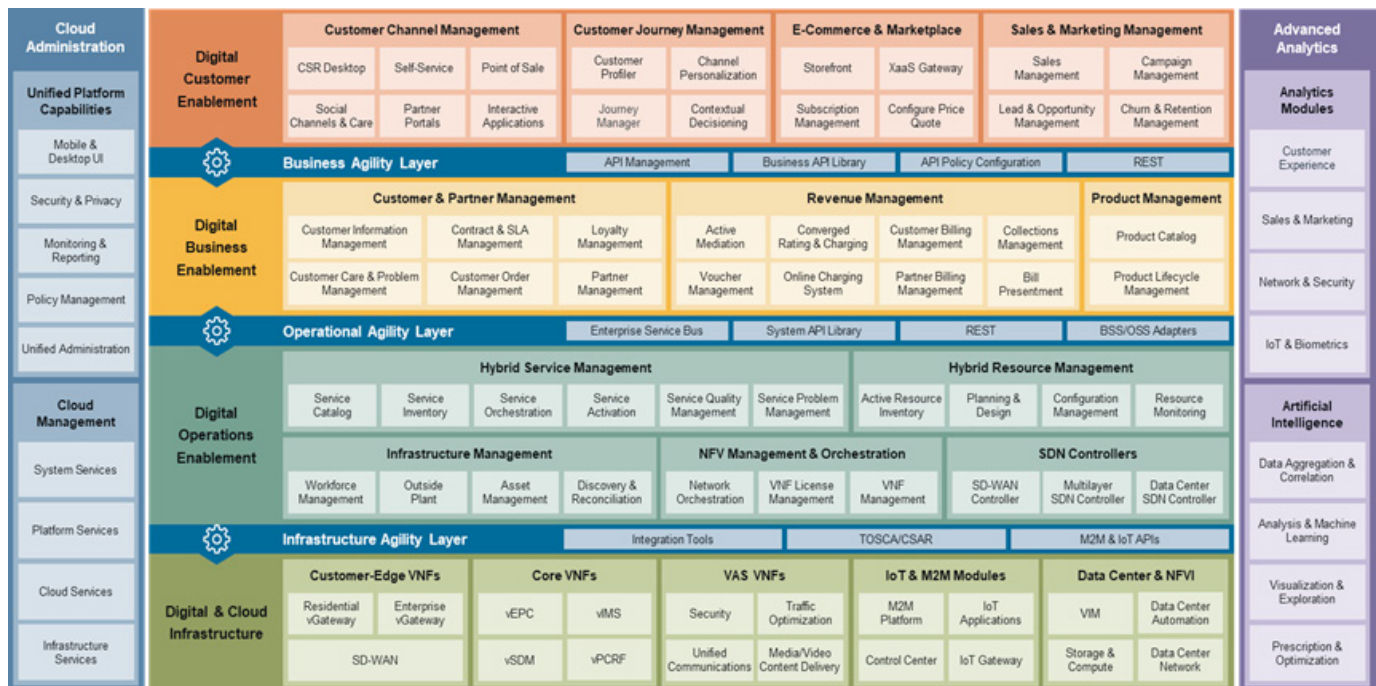 Cloud
Administration
Unified Platform
Capabilities
Mobile &
Desktop UI
Security & Privacy
Monitoring &
Reporting
Policy Management
Unified Administration
Cloud
Management
System Services
Platform Services
Cloud Services
Infrastructure
Services
Digital
Customer
Enablement
Customer Channel Management
CSR Desktop
Self-Service
Point of Sale
Social
Channels & Care
Partner
Portals
Interactive
Applications
Customer Journey Management
Customer
Profiler
Channel
Personalization
Journey
Manager
Contextual
Decisioning
E-Commerce & Marketplace
Storefront
XaaS Gateway
Subscription
Management
Configure Price
Quote
Sales & Marketing Management
Sales
Management
Campaign
Management
Lead & Opportunity
Management
Churn & Retention
Management
Business Agility Layer
API Management
Business API Library
API Policy Configuration
REST
Digital
Business
Enablement
Customer & Partner Management
Customer Information
Management
Contract & SLA
Management
Loyalty
Management
Customer Care & Problem
Management
Customer Order
Management
Partner
Management
Revenue Management
Active
Mediation
Converged
Rating & Charging
Customer Billing
Management
Collections
Management
Voucher
Management
Online Charging
System
Partner Billing
Management
Bill
Presentment
Product Management
Product Catalog
Product Lifecycle
Management
Operational Agility Layer
Enterprise Service Bus
System API Library
REST
BSS/OSS Adapters
Digital
Operations
Enablement
Hybrid Service Management
Service
Catalog
Service
Inventory
Service
Orchestration
Service
Activation
Service Quality
Management
Service Problem
Management
Hybrid Resource Management
Active Resource
Inventory
Planning &
Design
Configuration
Management
Resource
Monitoring
Infrastructure Management
Workforce
Management
Outside
Plant
Asset
Management
Discovery &
Reconciliation
NFV Management & Orchestration
Network
Orchestration
VNF License
Management
VNF
Management
SDN Controllers
SD-WAN
Controller
Multilayer
SDN Controller
Data Center
SDN Controller
Infrastructure Agility Layer
Integration Tools
TOSCA/CSAR
M2M & IoT APIs
Digital & Cloud
Infrastructure
Customer-Edge VNFs
Residential
vGateway
Enterprise
vGateway
SD-WAN
Core VNFs
vEPC
vIMS
vSDM
vPCRF
VAS VNFs
Security
Traffic
Optimization
Unified
Communications
Media/Video
Content Delivery
IoT & M2M Modules
M2M
Platform
IoT
Applications
Control Center
IoT Gateway
Data Center & NFVI
VIM
Data Center
Automation
Storage &
Compute
Data Center
Network
Advanced
Analytics
Analytics
Modules
Customer
Experience
Sales & Marketing
Network & Security
IoT & Biometrics
Artificial
Intelligence
Data Aggregation &
Correlation
Analysis & Machine
Learning
Visualization &
Exploration
Prescription &
Optimization